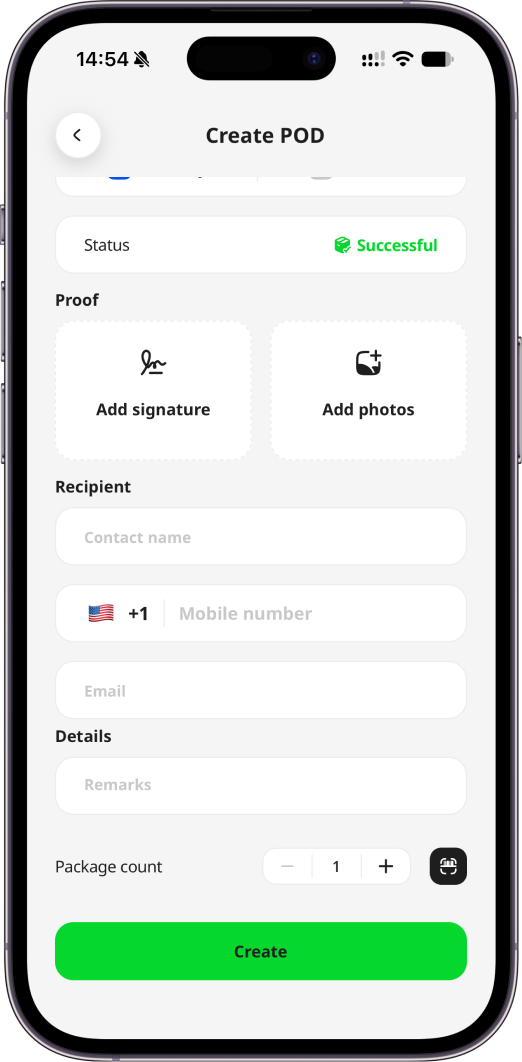 14:54
Create POD
Status
Successful
Proof
Add signature
Add photos
Recipient
Contact name
+1
Mobile number
Email
Details
Remarks
Package count
1
Create